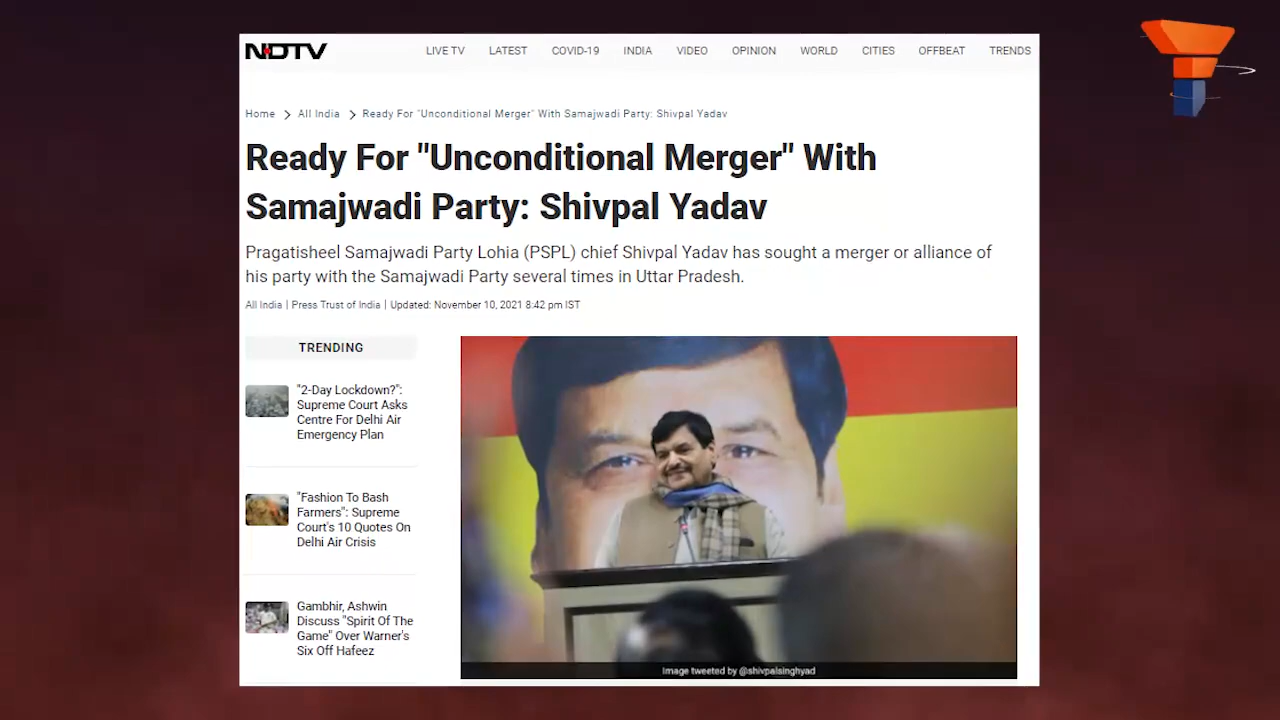 NDTV
LIVE TV LATEST COVID-19 INDIA VIDEO OPINION WORLD CITIES OFFBEAT TRENDS
Home > All India > Ready For "Unconditional Merger" With Samajwadi Party: Shivpal Yadav
Ready For "Unconditional Merger" With
Samajwadi Party: Shivpal Yadav
Pragatisheel Samajwadi Party Lohia (PSPL) chief Shivpal Yadav has sought a merger or alliance of
his party with the Samajwadi Party several times in Uttar Pradesh.
All India | Press Trust of India | Updated: November 10, 2021 8:42 pm IST
TRENDING
"2-Day Lockdown?":
Supreme Court Asks
Centre For Delhi Air
Emergency Plan
"Fashion To Bash
Farmers": Supreme
Court's 10 Quotes On
Delhi Air Crisis
Gambhir, Ashwin
Discuss "Spirit Of The
Game" Over Warner's
Six Off Hafeez
Image tweeted by @shivpalsinghyad